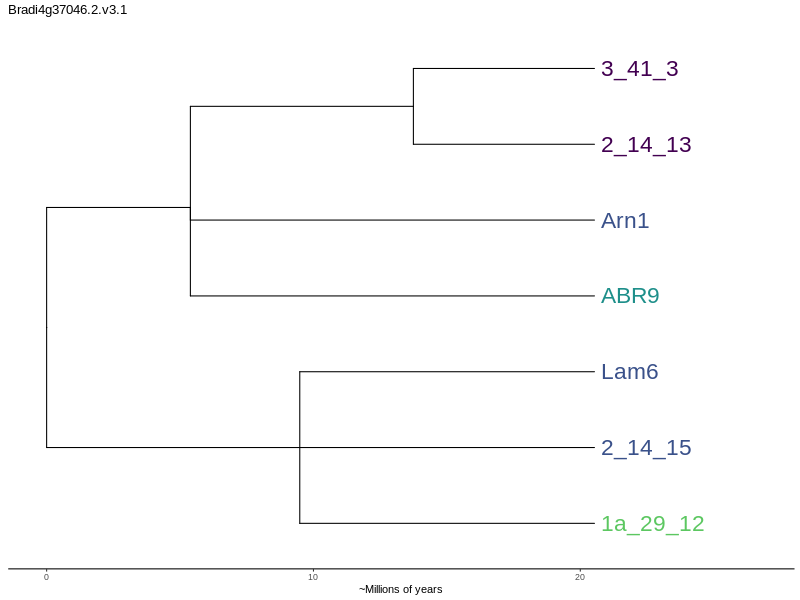 Bradi4g37046.2.v3.1
3_41_3
2_14_13
Arn1
ABR9
Lam6
2_14_15
1a_29_12
0 10 20
~Millions of years